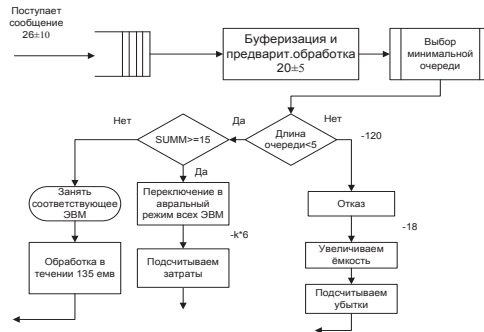 Поступает
сообщение
26±10
Буферизация и
предварит.обработка
20±5
Выбор
минимальной
очереди
Нет
Да
Нет
SUMM>=15
Длина
очереди<5
-120
Да
Занять
соответствующее
ЭВМ
Переключение в
авральный
режим всех ЭВМ
Отказ
-k*6
-18
Обработка в
течении 135 емв
Подсчитываем
затраты
Увеличиваем
ёмкость
Подсчитываем
убытки